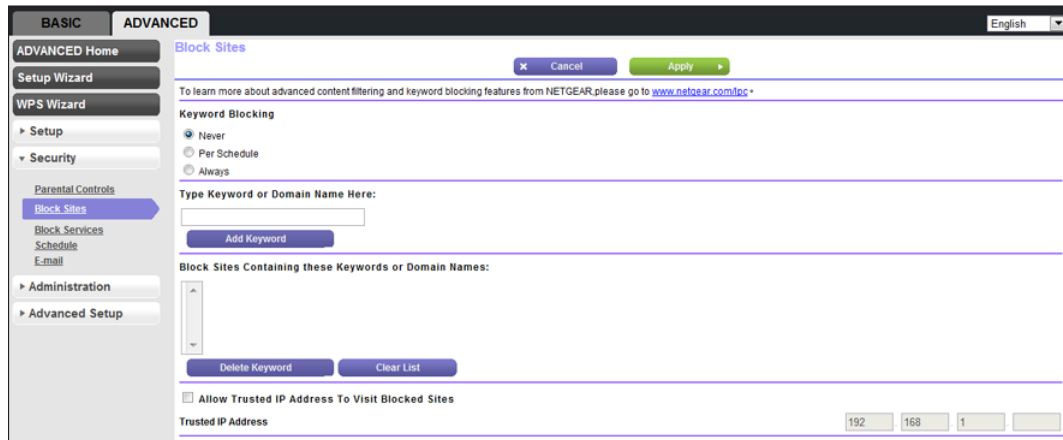 BASIC
ADVANCED
English
ADVANCED Home
Setup Wizard
WPS Wizard
Setup
Security
Parental Controls
Block Sites
Block Services
Schedule
E-mail
Administration
Advanced Setup
Block Sites
Cancel
Apply
To learn more about advanced content filtering and keyword blocking features from NETGEAR,please go to www.netgear.com/lpc
Keyword Blocking
Never
Per Schedule
Always
Type Keyword or Domain Name Here:
Add Keyword
Block Sites Containing these Keywords or Domain Names:
Delete Keyword
Clear List
Allow Trusted IP Address To Visit Blocked Sites
Trusted IP Address
192 . 168 . 1 .